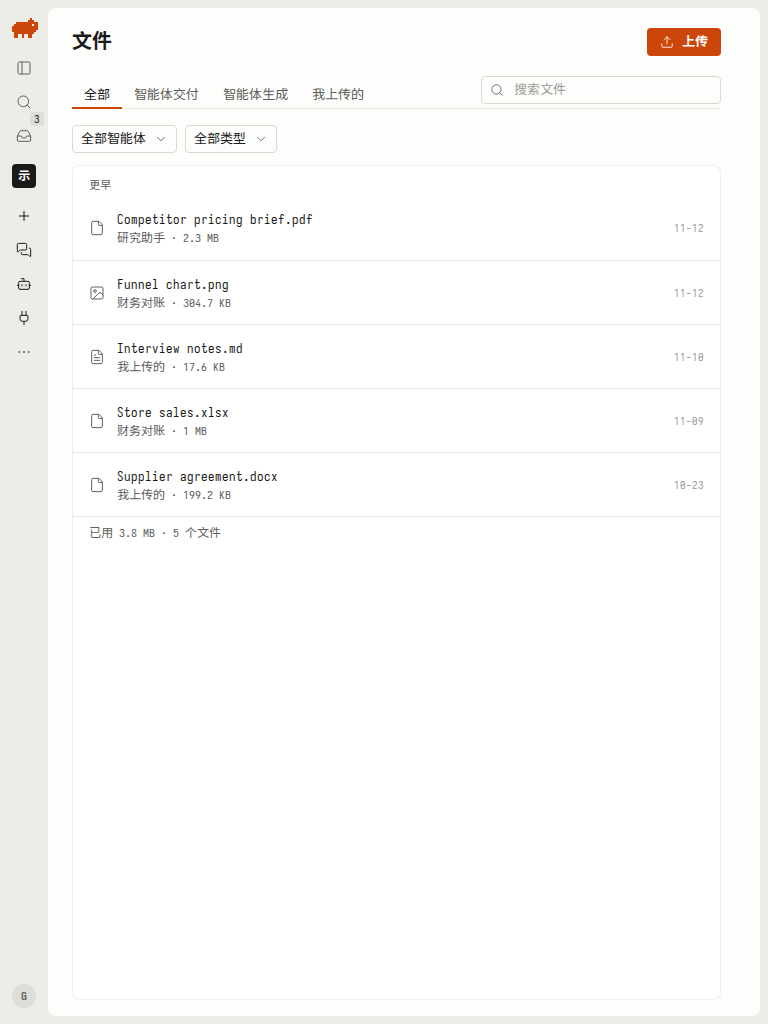 文件
上传
全部
智能体交付
智能体生成
我上传的
搜索文件
3
示
全部智能体
全部类型
更早
Competitor pricing brief.pdf
研究助手 · 2.3 MB
11-12
Funnel chart.png
财务对账 · 304.7 KB
11-12
Interview notes.md
我上传的 · 17.6 KB
11-10
Store sales.xlsx
财务对账 · 1 MB
11-09
Supplier agreement.docx
我上传的 · 199.2 KB
10-23
已用 3.8 MB · 5 个文件
G